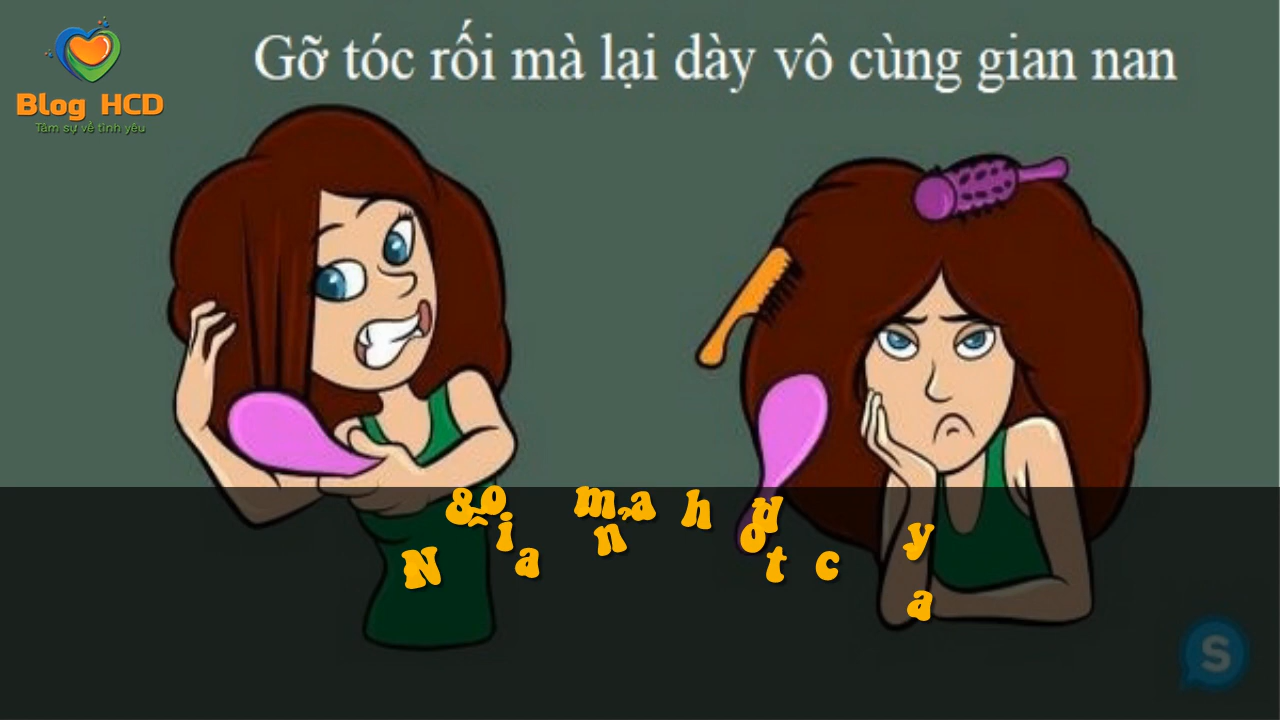 Gỡ tóc rối mà lại dày vô cùng gian nan
Blog HCD
Tâm sự về tình yêu
S